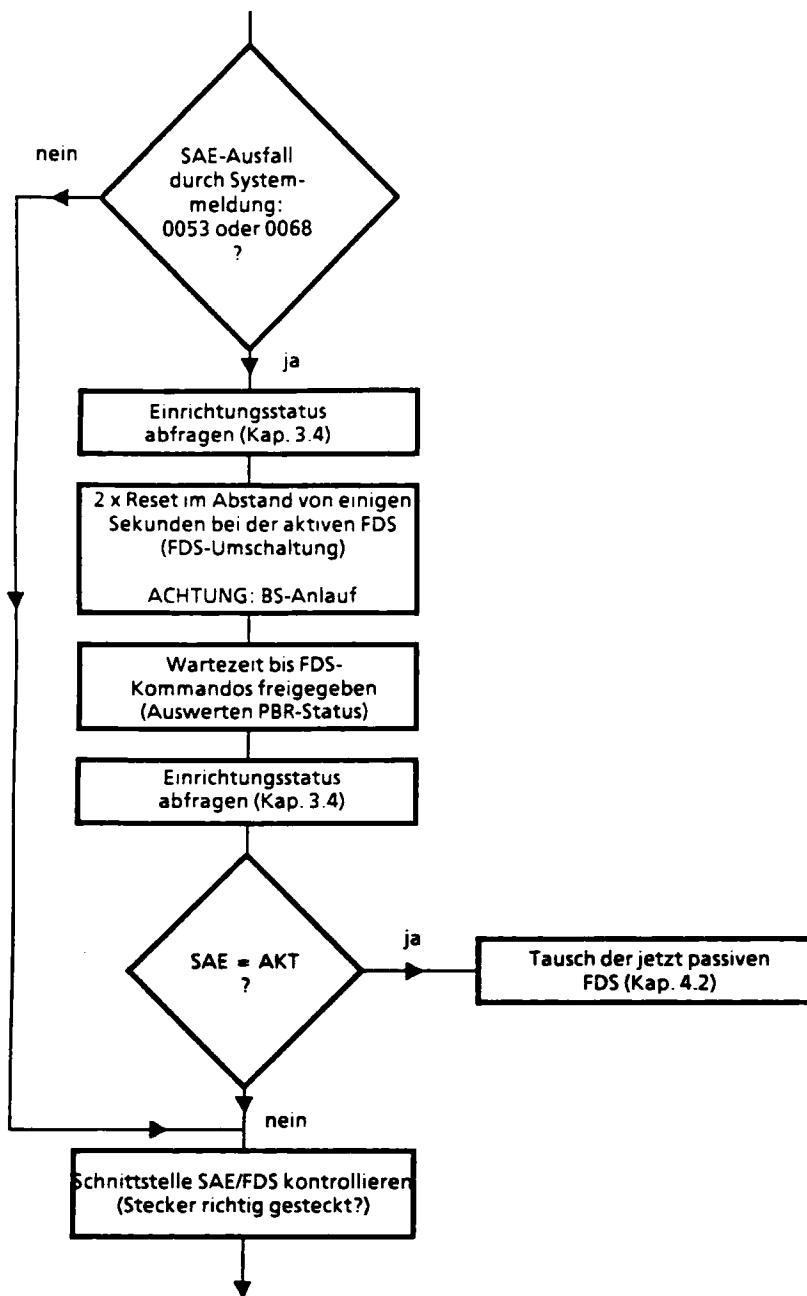 nein
SAE-Ausfall
durch System-
meldung:
0053 oder 0068
?
ja
Einrichtungsstatus
abfragen (Kap. 3.4)
2 x Reset im Abstand von einigen
Sekunden bei der aktiven FDS
(FDS-Umschaltung)
ACHTUNG: BS-Anlauf
Wartezeit bis FDS-
Kommandos freigegeben
(Auswerten PBR-Status)
Einrichtungsstatus
abfragen (Kap. 3.4)
SAE = AKT
?
ja
Tausch der jetzt passiven
FDS (Kap. 4.2)
nein
Schnittstelle SAE/FDS kontrollieren
(Stecker richtig gesteckt?)